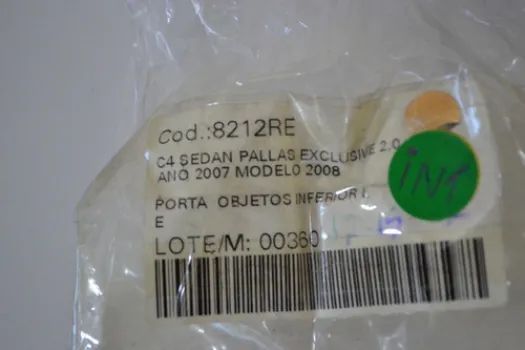 Cod.:8212RE
C4 SEDAN PALLAS EXCLUSIVE 2.0
ANO 2007 MODELO 2008
INT
PORTA OBJETOS INFERIOR
E
LOTE/M: 00360